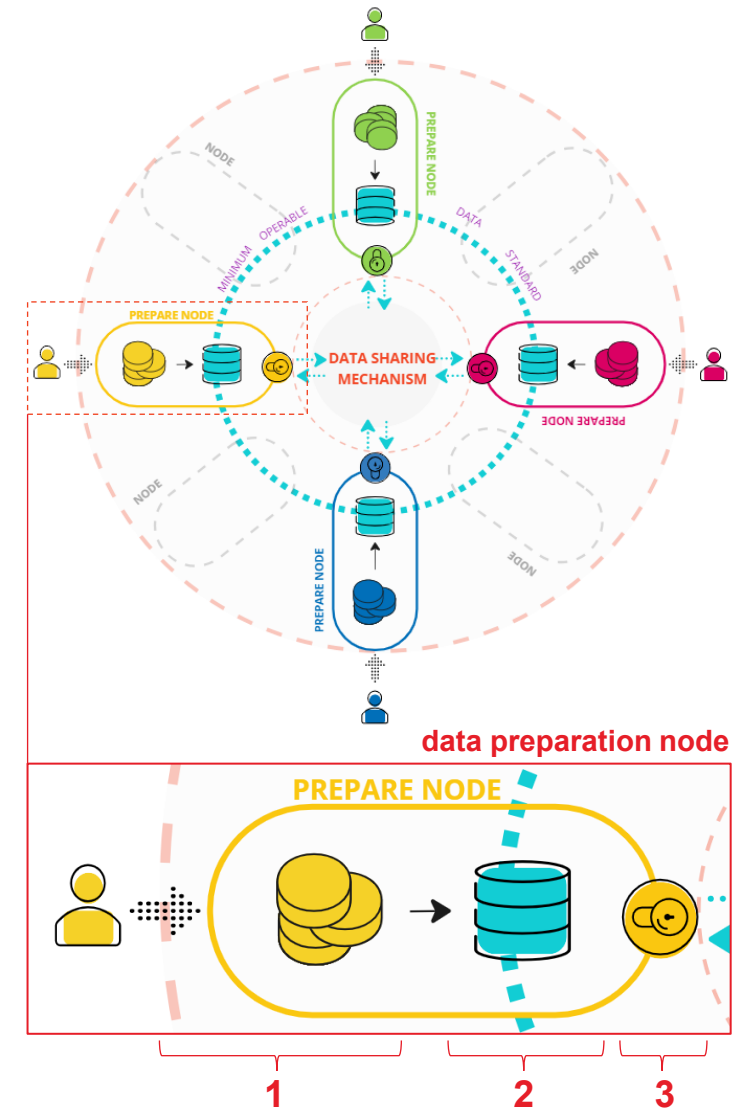 PREPARE NODE
NODE
MINIMUM OPERABLE
DATA STANDARD
NODE
PREPARE NODE
DATA SHARING
MECHANISM
PREPARE NODE
NODE
PREPARE NODE
NODE
data preparation node
PREPARE NODE
1
2
3